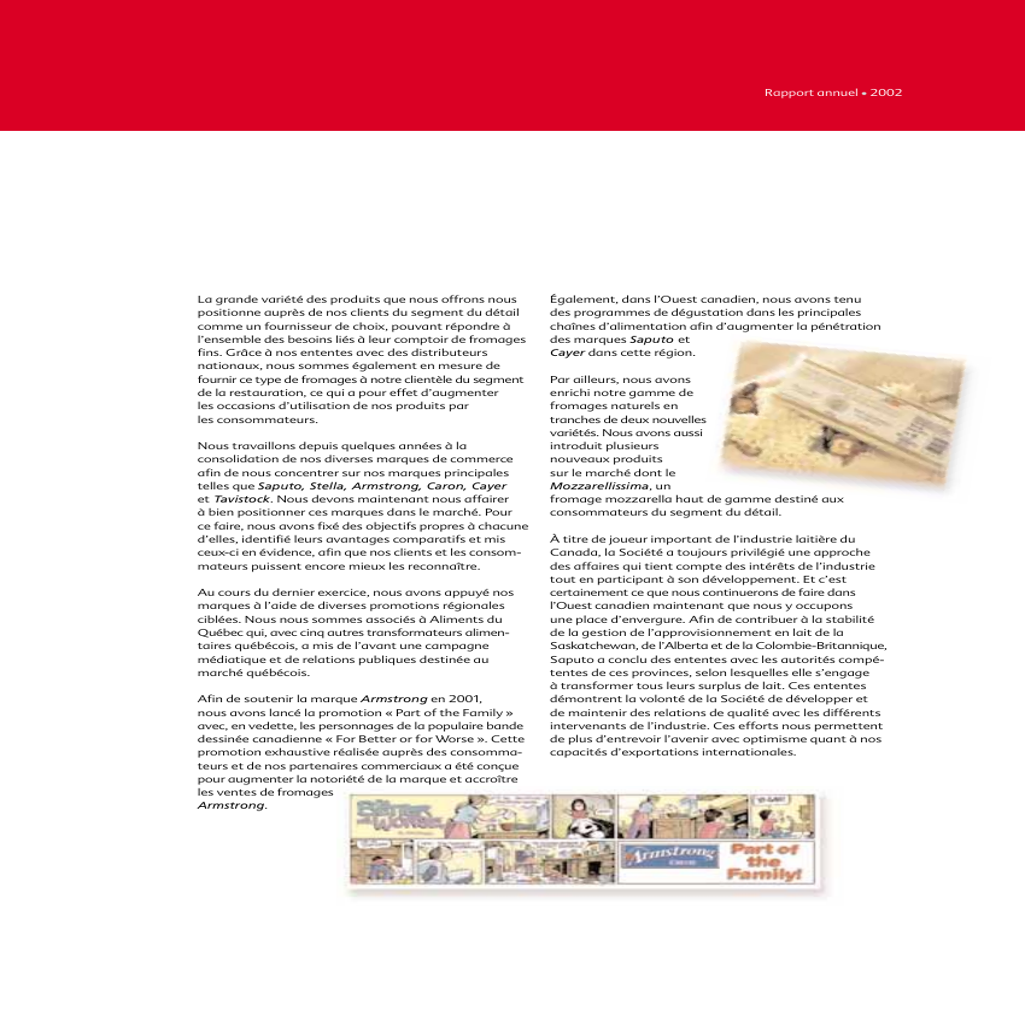 Rapport annuel • 2002
La grande variété des produits que nous offrons nous
positionne auprès de nos clients du segment du détail
comme un fournisseur de choix, pouvant répondre à
l'ensemble des besoins liés à leur comptoir de fromages
fins. Grâce à nos ententes avec des distributeurs
nationaux, nous sommes également en mesure de
fournir ce type de fromages à notre clientèle du segment
de la restauration, ce qui a pour effet d'augmenter
les occasions d'utilisation de nos produits par
les consommateurs.
Nous travaillons depuis quelques années à la
consolidation de nos diverses marques de commerce
afin de nous concentrer sur nos marques principales
telles que Saputo, Stella, Armstrong, Caron, Cayer
et Tavistock. Nous devons maintenant nous affairer
à bien positionner ces marques dans le marché. Pour
ce faire, nous avons fixé des objectifs propres à chacune
d'elles, identifié leurs avantages comparatifs et mis
ceux-ci en évidence, afin que nos clients et les consom-
mateurs puissent encore mieux les reconnaître.
Au cours du dernier exercice, nous avons appuyé nos
marques à l'aide de diverses promotions régionales
ciblées. Nous nous sommes associés à Aliments du
Québec qui, avec cinq autres transformateurs alimen-
taires québécois, a mis de l'avant une campagne
médiatique et de relations publiques destinée au
marché québécois.
Afin de soutenir la marque Armstrong en 2001,
nous avons lancé la promotion « Part of the Family »
avec, en vedette, les personnages de la populaire bande
dessinée canadienne « For Better or for Worse ». Cette
promotion exhaustive réalisée auprès des consomma-
teurs et de nos partenaires commerciaux a été conçue
pour augmenter la notoriété de la marque et accroître
les ventes de fromages
Armstrong.
Également, dans l'Ouest canadien, nous avons tenu
des programmes de dégustation dans les principales
chaînes d'alimentation afin d'augmenter la pénétration
des marques Saputo et
Cayer dans cette région.
Par ailleurs, nous avons
enrichi notre gamme de
fromages naturels en
tranches de deux nouvelles
variétés. Nous avons aussi
introduit plusieurs
nouveaux produits
sur le marché dont le
Mozzarellissima, un
fromage mozzarella haut de gamme destiné aux
consommateurs du segment du détail.
À titre de joueur important de l'industrie laitière du
Canada, la Société a toujours privilégié une approche
des affaires qui tient compte des intérêts de l'industrie
tout en participant à son développement. Et c'est
certainement ce que nous continuerons de faire dans
l'Ouest canadien maintenant que nous y occupons
une place d'envergure. Afin de contribuer à la stabilité
de la gestion de l'approvisionnement en lait de la
Saskatchewan, de l'Alberta et de la Colombie-Britannique,
Saputo a conclu des ententes avec les autorités compé-
tentes de ces provinces, selon lesquelles elle s'engage
à transformer tous leurs surplus de lait. Ces ententes
démontrent la volonté de la Société de développer et
de maintenir des relations de qualité avec les différents
intervenants de l'industrie. Ces efforts nous permettent
de plus d'entrevoir l'avenir avec optimisme quant à nos
capacités d'exportations internationales.
BETTER
WORSE
Armstrong
Part of
the
Family!